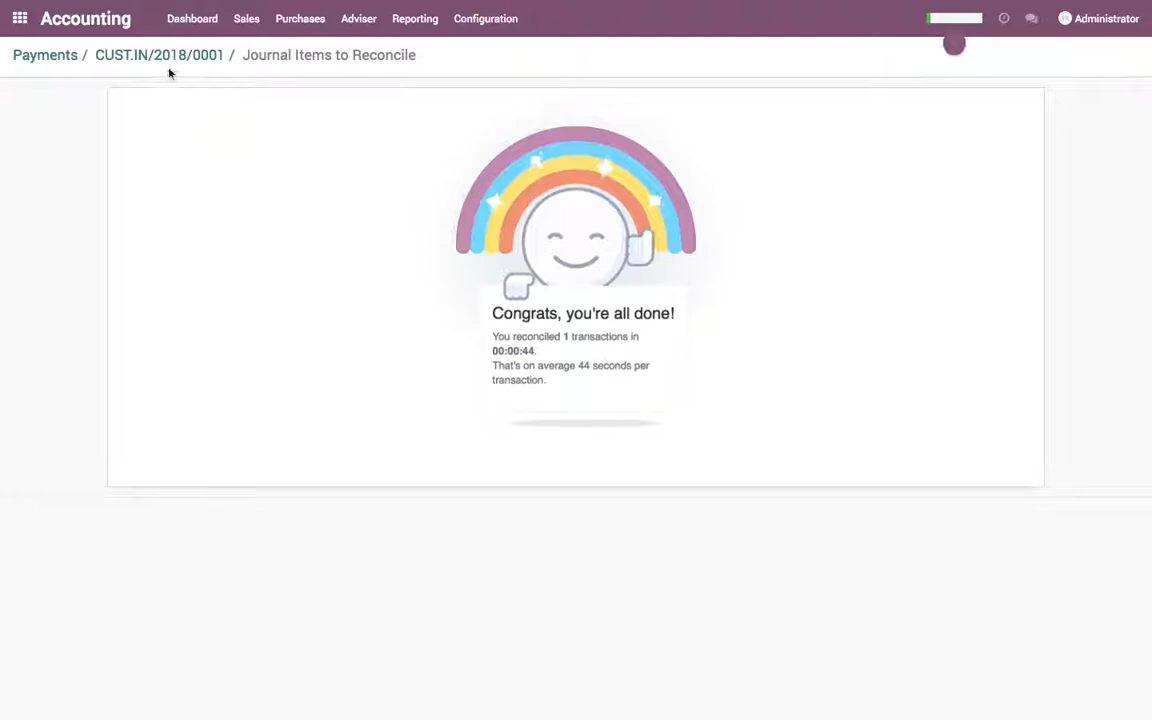 Accounting Dashboard Sales Purchases Adviser Reporting Configuration Administrator
Payments / CUST.IN/2018/0001 / Journal Items to Reconcile
Congrats, you're all done!
You reconciled 1 transactions in
00:00:44.
That's on average 44 seconds per
transaction.